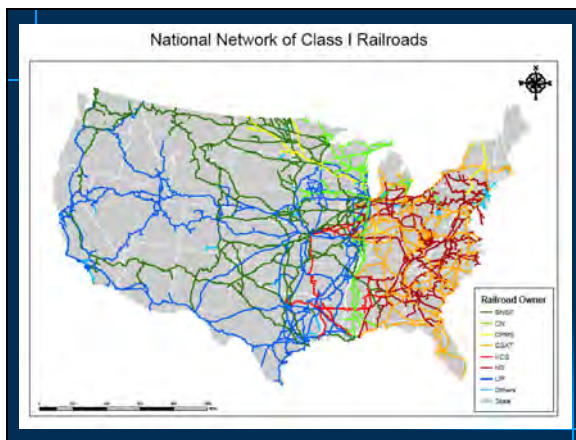 National Network of Class I Railroads
Railroad Owner
BNSF
CN
CPRS
CSXT
KCS
NS
UP
Others
State